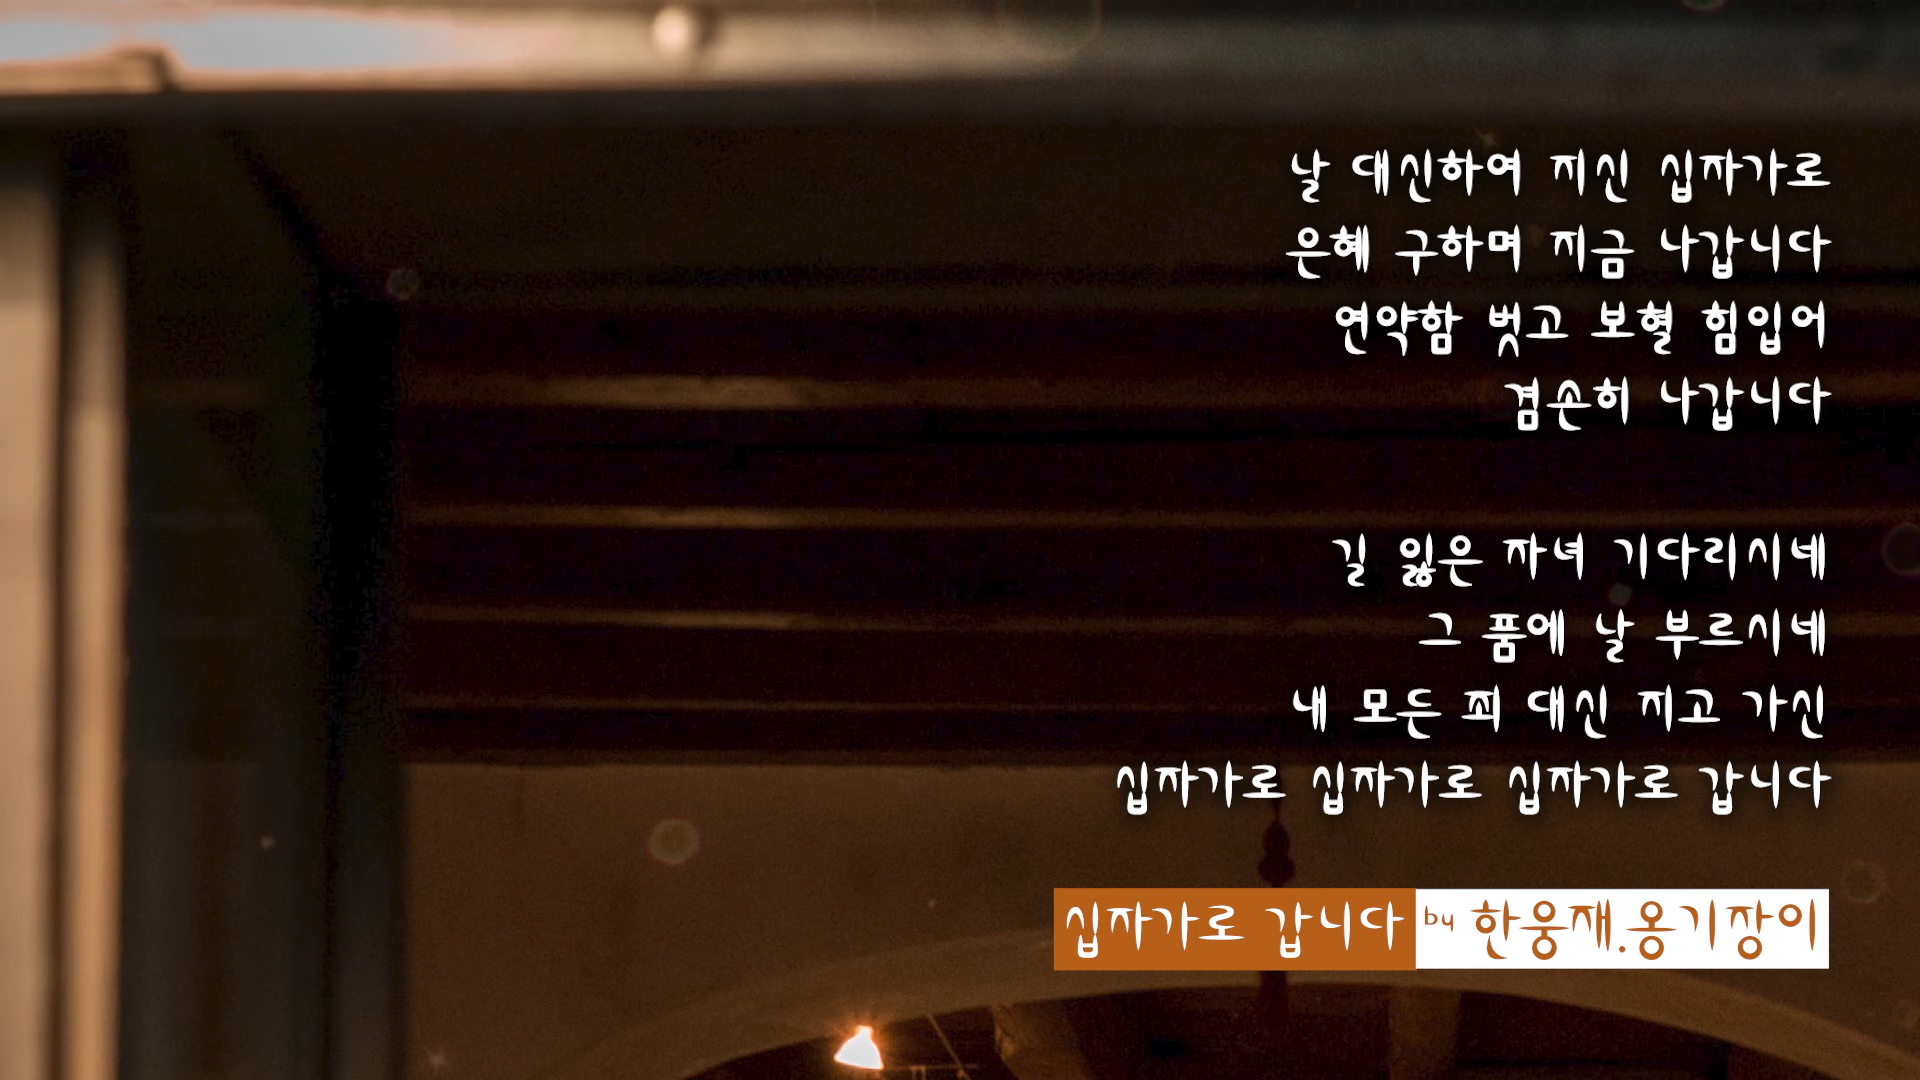 날 대신하여 지신 십자가로
은혜 구하며 지금 나갑니다
연약함 벗고 보혈 힘입어
겸손히 나갑니다
길 잃은 자녀 기다리시네
그 품에 날 부르시네
내 모든 죄 대신 지고 가신
십자가로 십자가로 십자가로 갑니다
십자가로 갑니다 by 한웅재.옹기장이